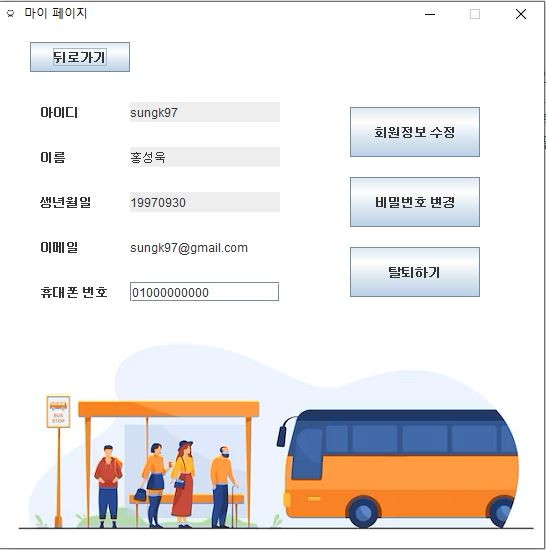 마이 페이지
뒤로가기
아이디 sungk97
이름 홍성욱
생년월일 19970930
이메일 sungk97@gmail.com
휴대폰 번호 01000000000
회원정보 수정
비밀번호 변경
탈퇴하기
BUS
STOP